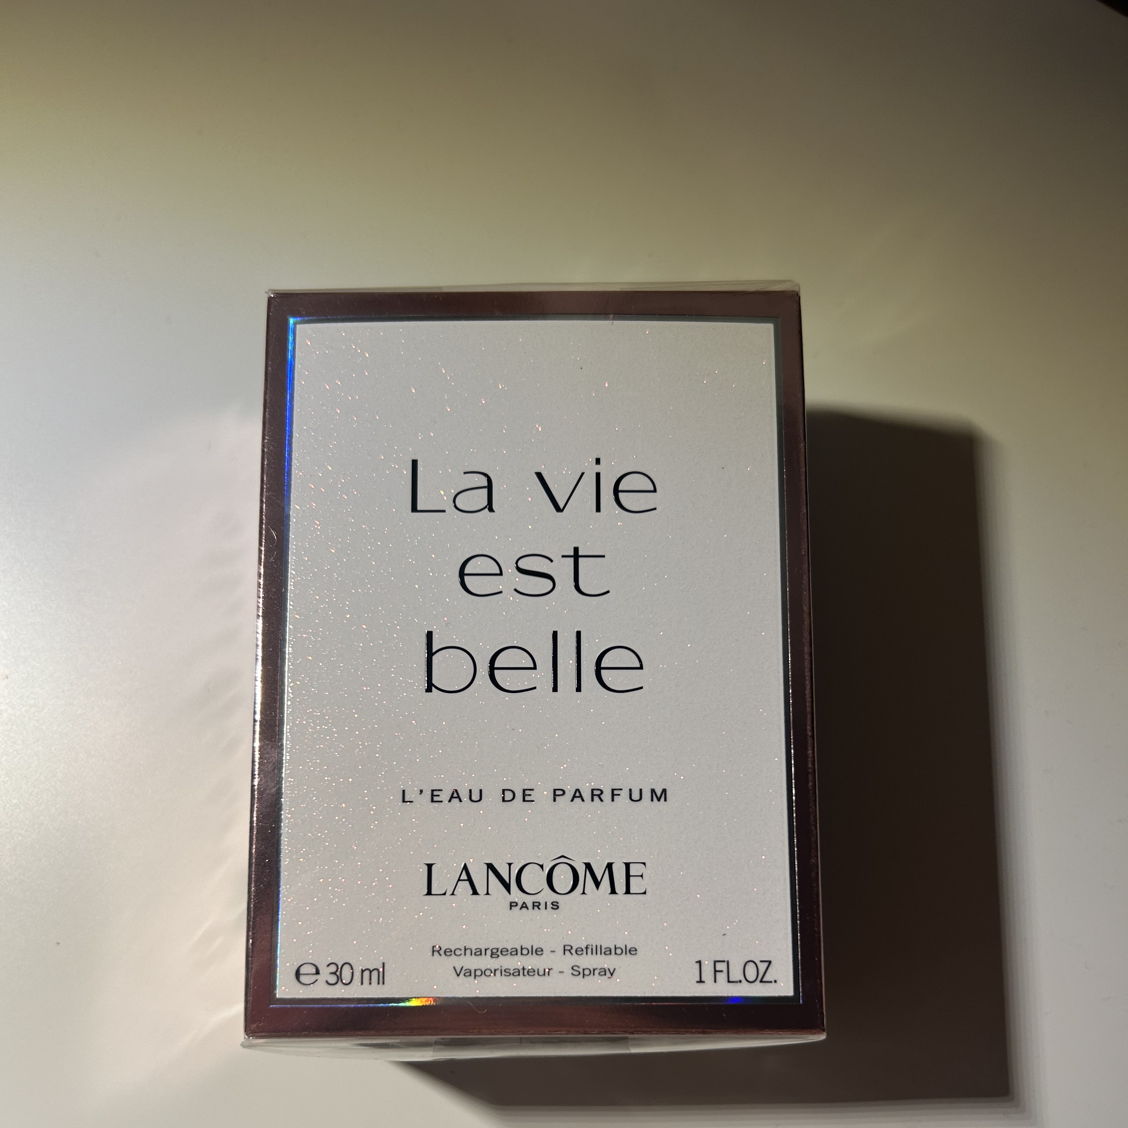 La vie
est
belle
L'EAU DE PARFUM
LANCÔME
PARIS
Rechargeable - Refillable
℮ 30 ml Vaporisateur - Spray 1 FL.OZ.